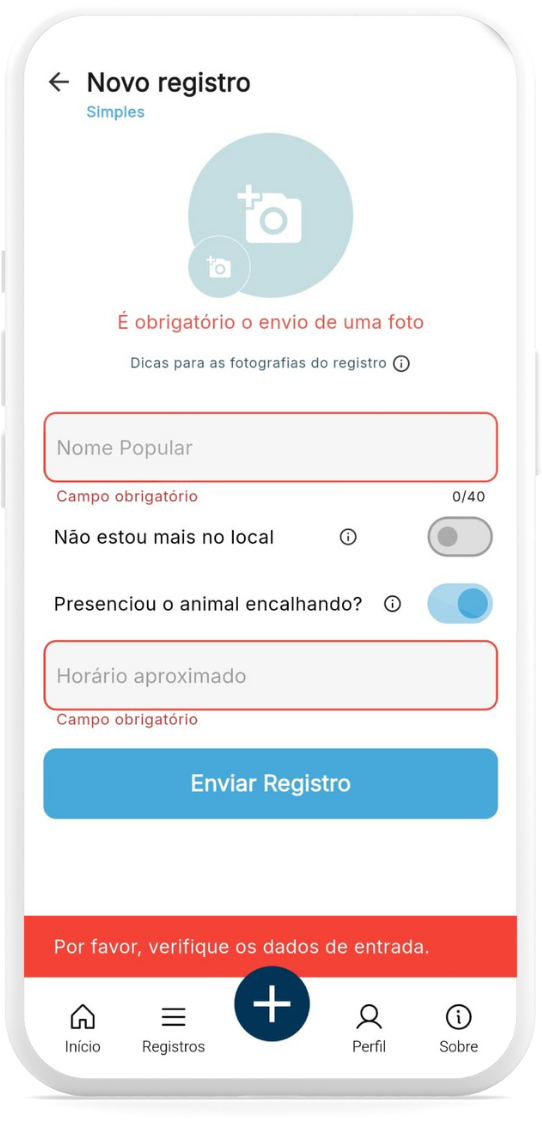 Novo registro
Simples
É obrigatório o envio de uma foto
Dicas para as fotografias do registro
Nome Popular
Campo obrigatório 0/40
Não estou mais no local
Presenciou o animal encalhando?
Horário aproximado
Campo obrigatório
Enviar Registro
Por favor, verifique os dados de entrada.
Início Registros Perfil Sobre